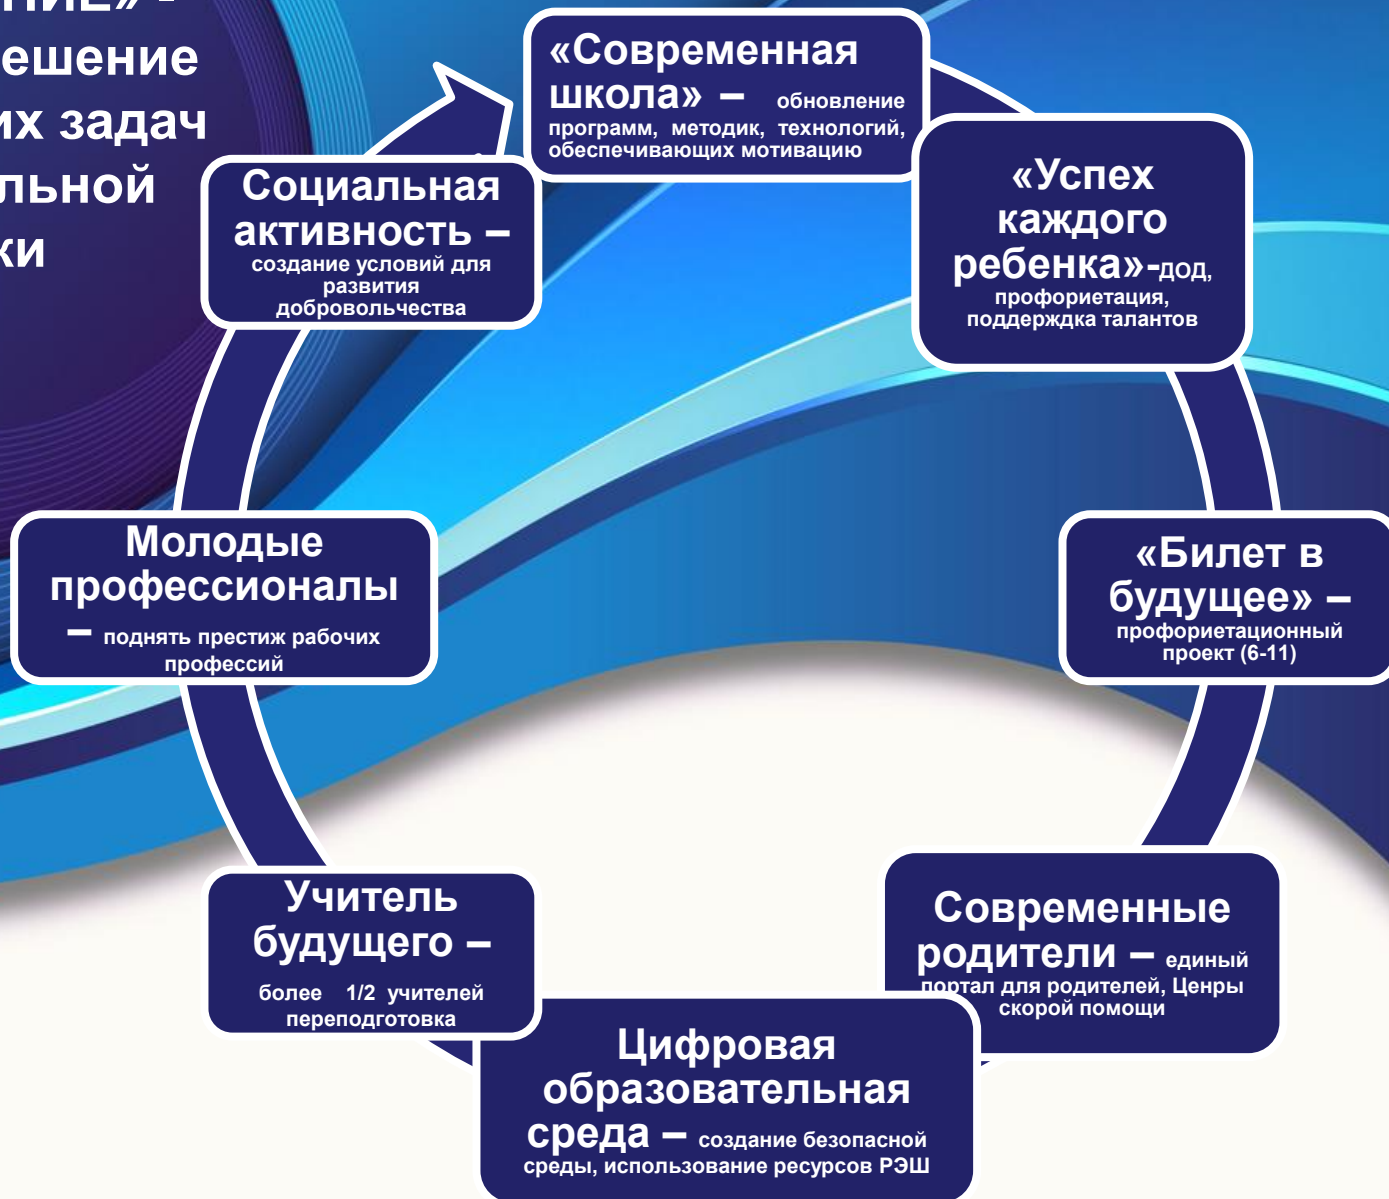 НИЕ» -
ешение
их задач
льной
ки
«Современная
школа» – обновление
программ, методик, технологий,
обеспечивающих мотивацию
«Успех
каждого
ребенка»-ДОД,
профориетация,
поддерждка талантов
«Билет в
будущее» –
профориетационный
проект (6-11)
Современные
родители – единый
портал для родителей, Ценры
скорой помощи
Цифровая
образовательная
среда – создание безопасной
среды, использование ресурсов РЭШ
Учитель
будущего –
более 1/2 учителей
переподготовка
Молодые
профессионалы
– поднять престиж рабочих
профессий
Социальная
активность –
создание условий для
развития
добровольчества